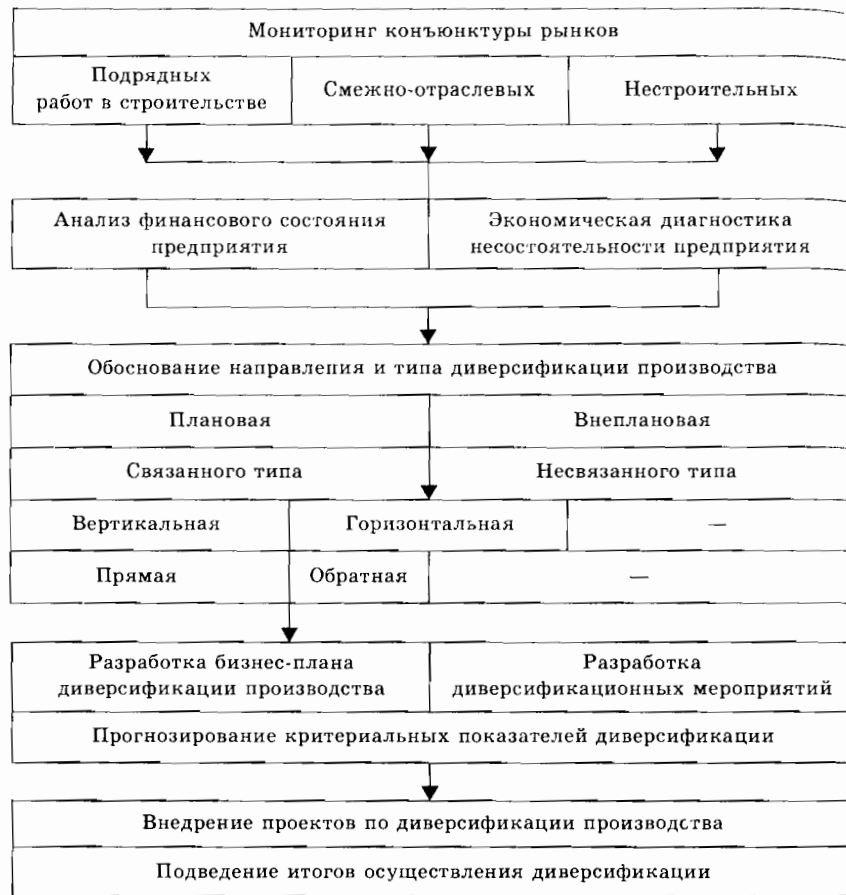 Мониторинг конъюнктуры рынков
Подрядных
работ в строительстве
Смежно-отраслевых
Нестроительных
Анализ финансового состояния
предприятия
Экономическая диагностика
несостоятельности предприятия
Обоснование направления и типа диверсификации производства
Плановая
Внеплановая
Связанного типа
Несвязанного типа
Вертикальная
Горизонтальная
—
Прямая
Обратная
—
Разработка бизнес-плана
диверсификации производства
Разработка
диверсификационных мероприятий
Прогнозирование критериальных показателей диверсификации
Внедрение проектов по диверсификации производства
Подведение итогов осуществления диверсификации